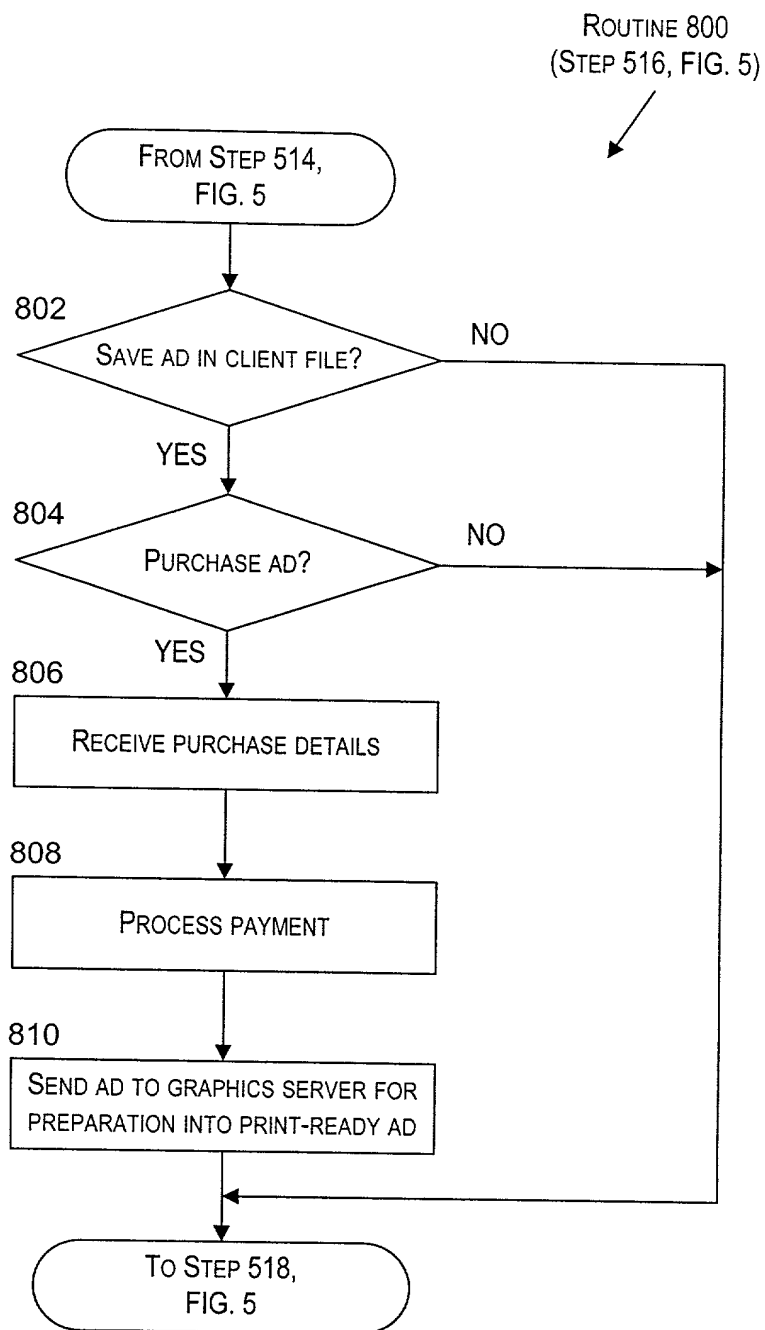 ROUTINE 800
(STEP 516, FIG. 5)
FROM STEP 514,
FIG. 5
802
SAVE AD IN CLIENT FILE?
NO
YES
804
PURCHASE AD?
NO
YES
806
RECEIVE PURCHASE DETAILS
808
PROCESS PAYMENT
810
SEND AD TO GRAPHICS SERVER FOR
PREPARATION INTO PRINT-READY AD
TO STEP 518,
FIG. 5